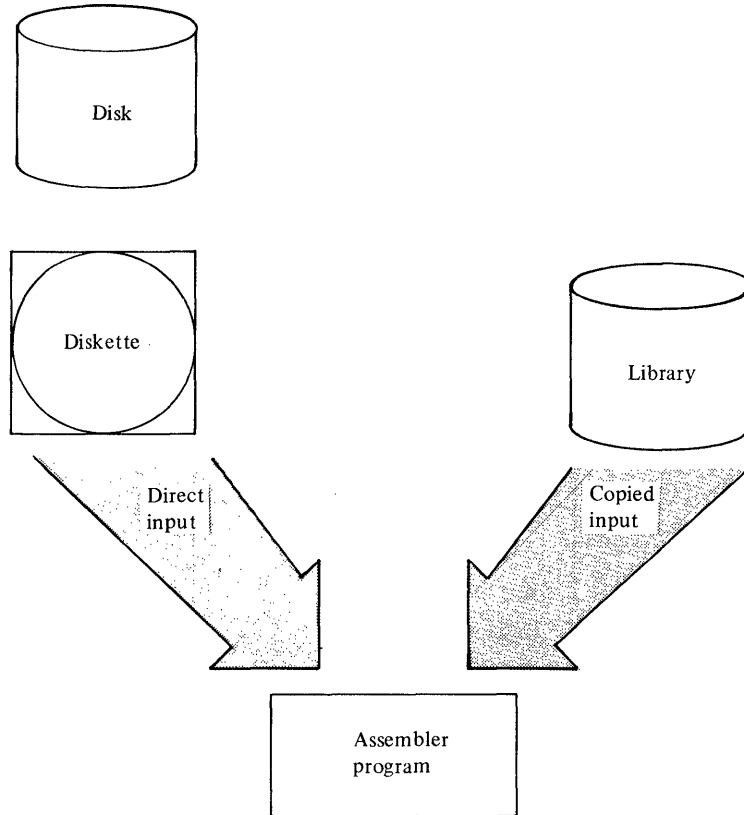 Disk
Diskette
Library
Direct
input
Copied
input
Assembler
program